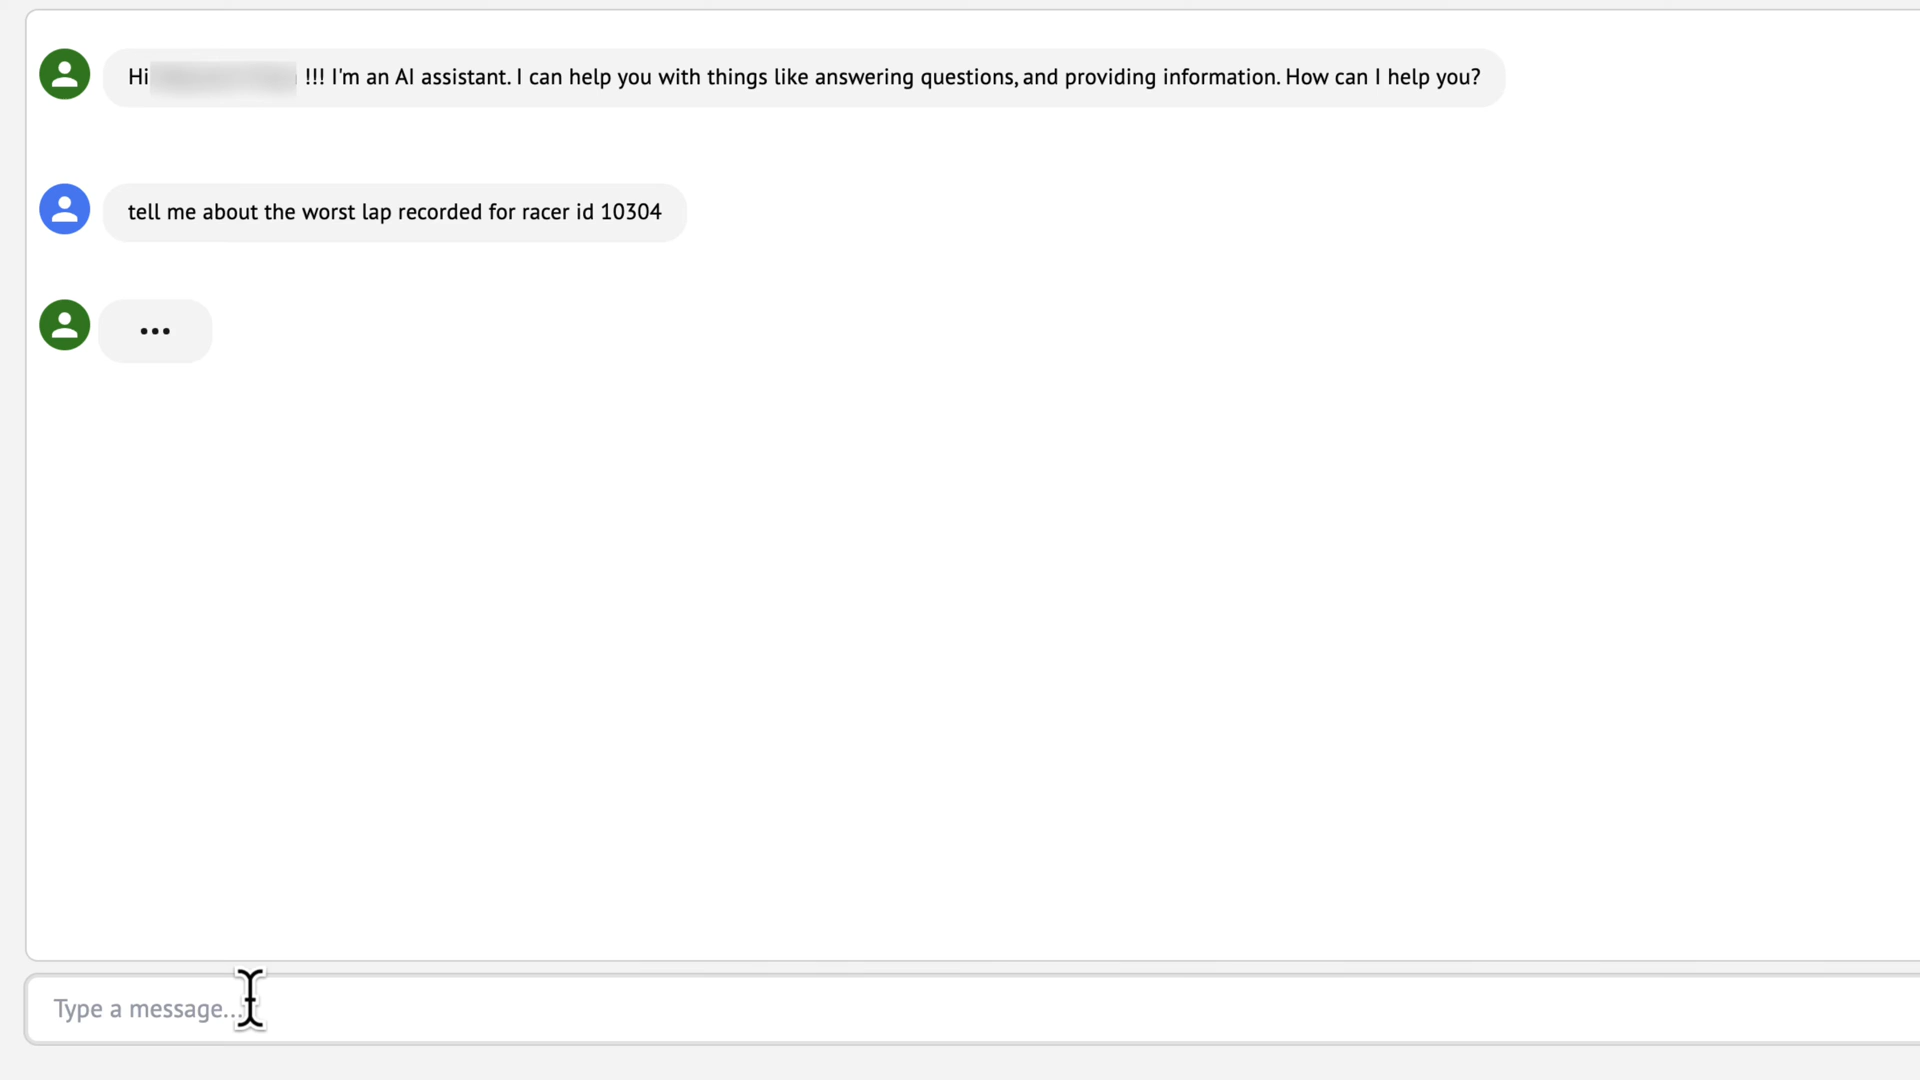 Hi !!! I'm an AI assistant. I can help you with things like answering questions, and providing information. How can I help you?
tell me about the worst lap recorded for racer id 10304
•••
Type a message...